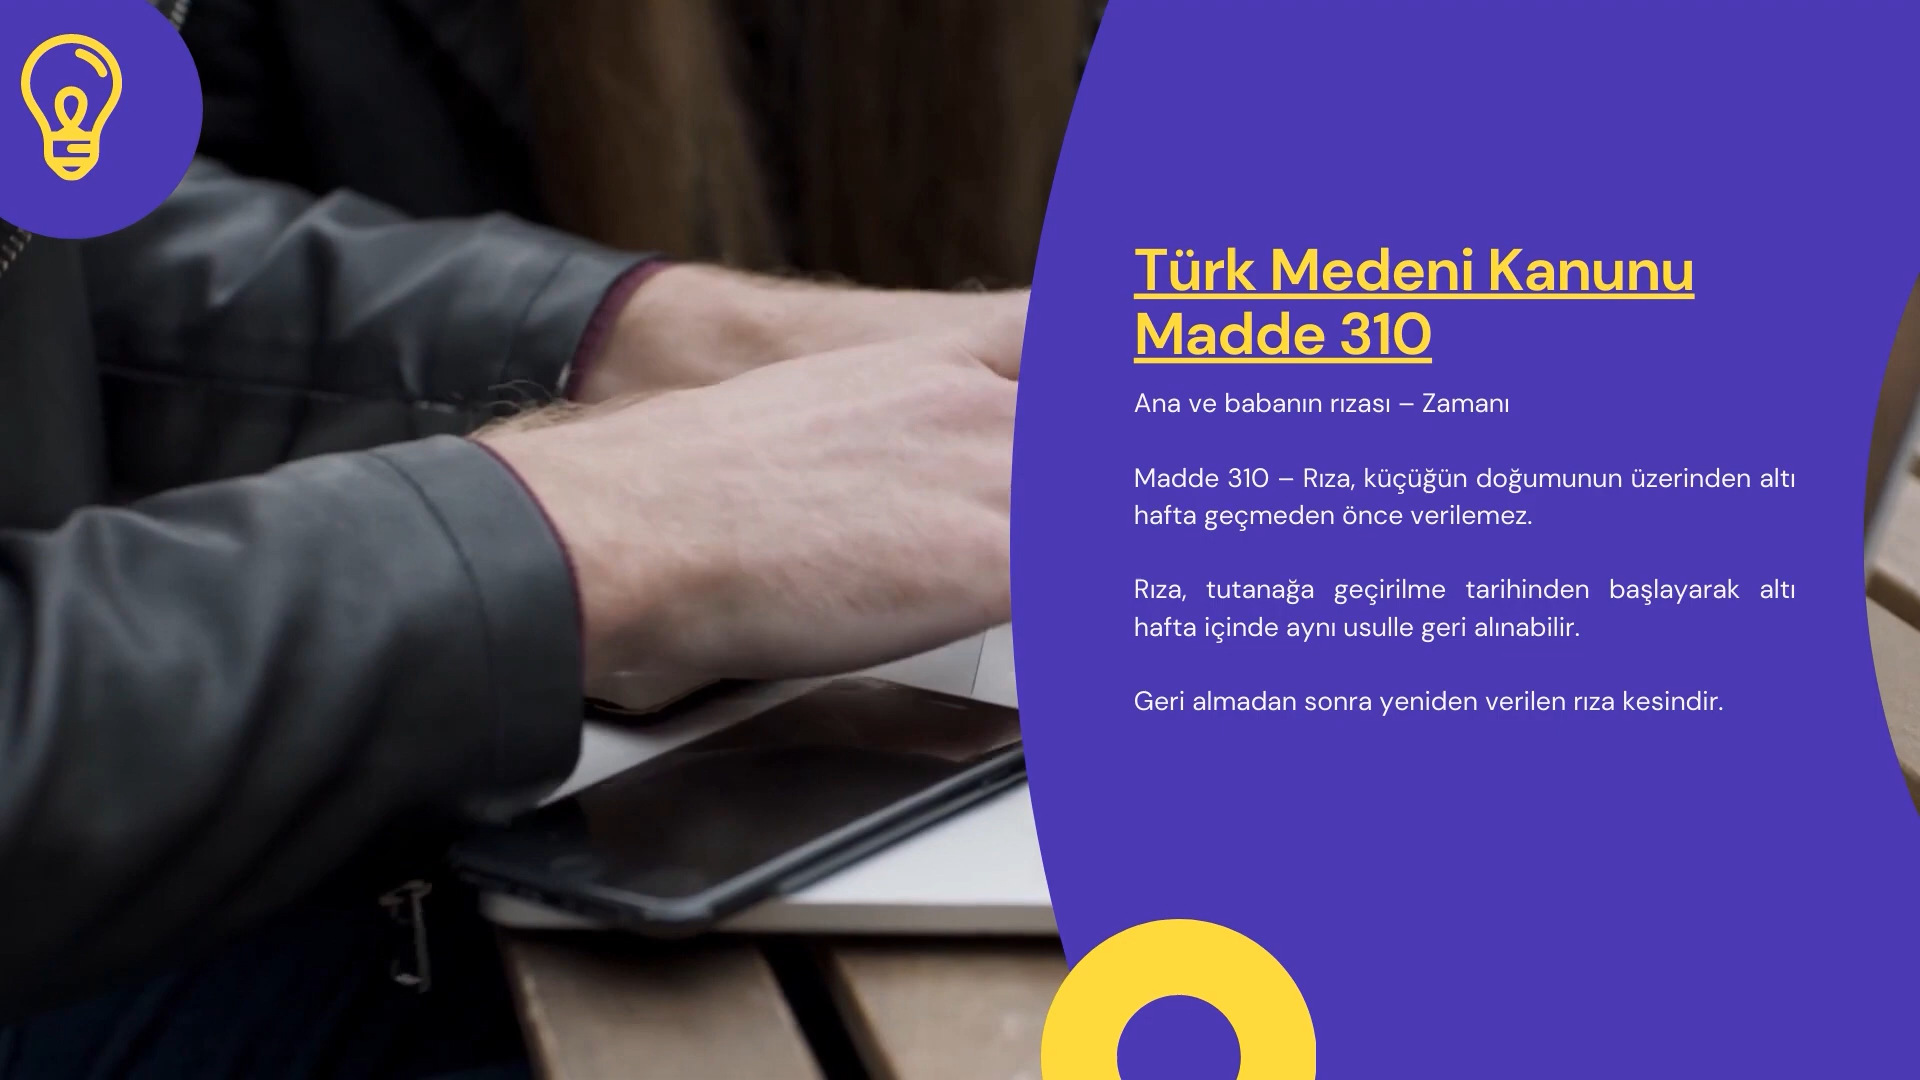 Türk Medeni Kanunu
Madde 310
Ana ve babanın rızası – Zamanı
Madde 310 – Rıza, küçüğün doğumunun üzerinden altı
hafta geçmeden önce verilemez.
Rıza, tutanağa geçirilme tarihinden başlayarak altı
hafta içinde aynı usulle geri alınabilir.
Geri almadan sonra yeniden verilen rıza kesindir.